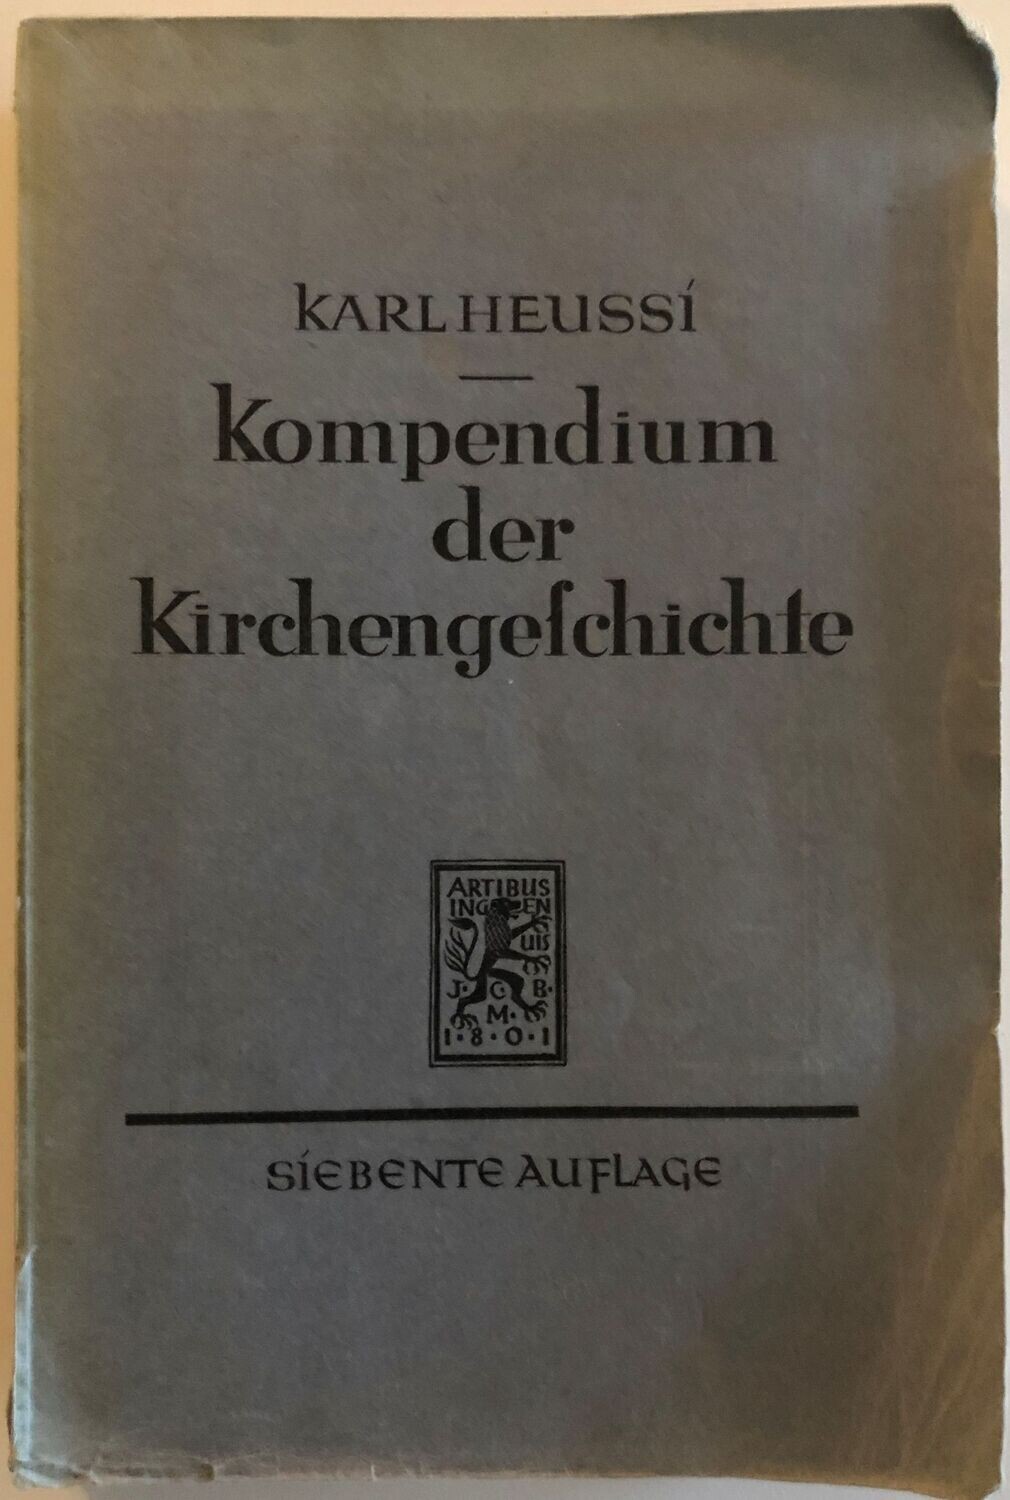 KARL HEUSSI
Kompendium
der
Kirchengeſchichte
ARTIBUS
INGEN
UIS
J. C. B.
M.
1·8·0·1
SIEBENTE AUFLAGE